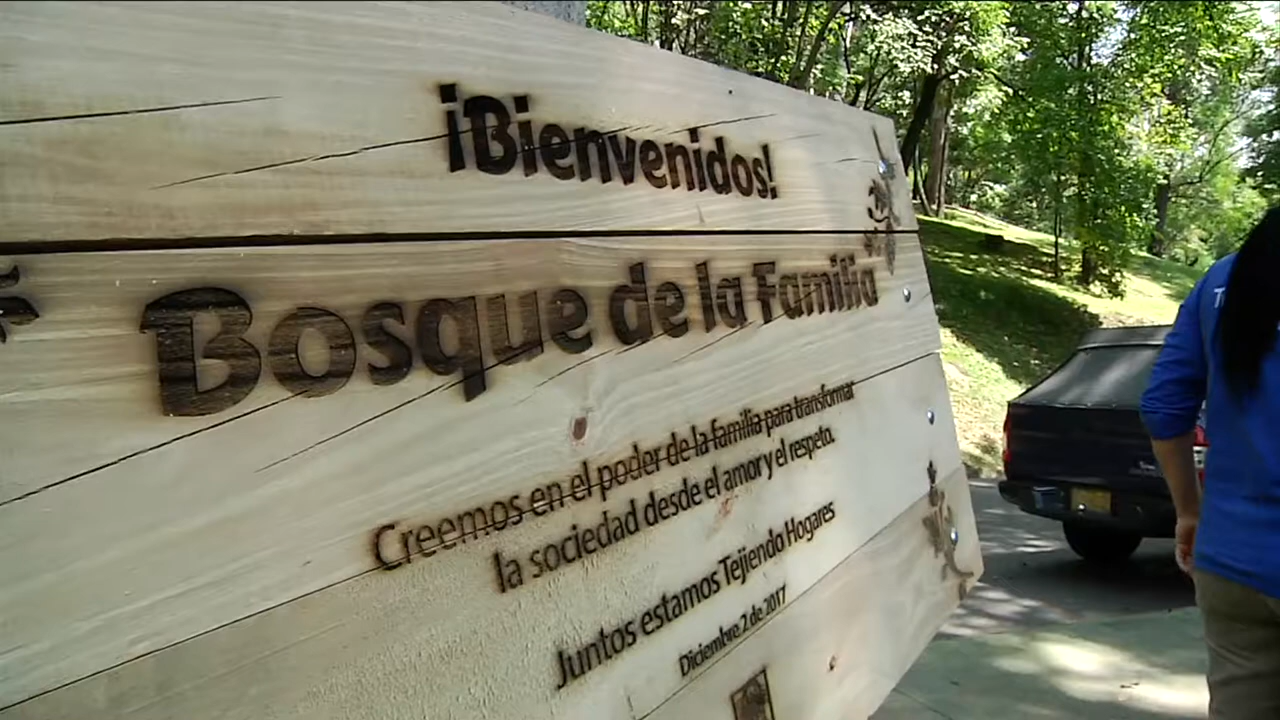 ¡Bienvenidos!
Bosque de la Familia
Creemos en el poder de la familia para transformar
la sociedad desde el amor y el respeto.
Juntos estamos Tejiendo Hogares
Diciembre 2 de 2017